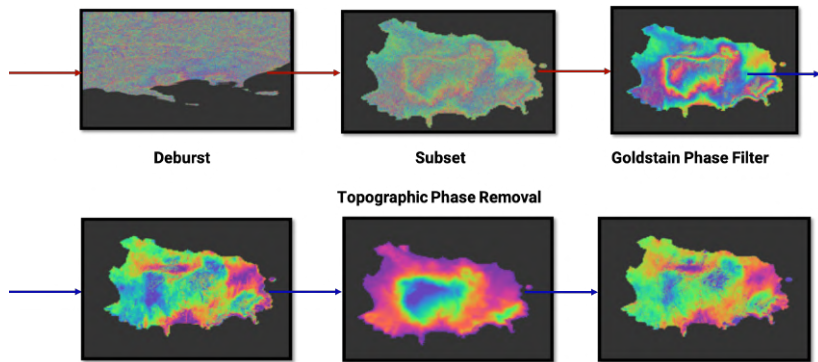 Deburst
Subset
Goldstain Phase Filter
Topographic Phase Removal